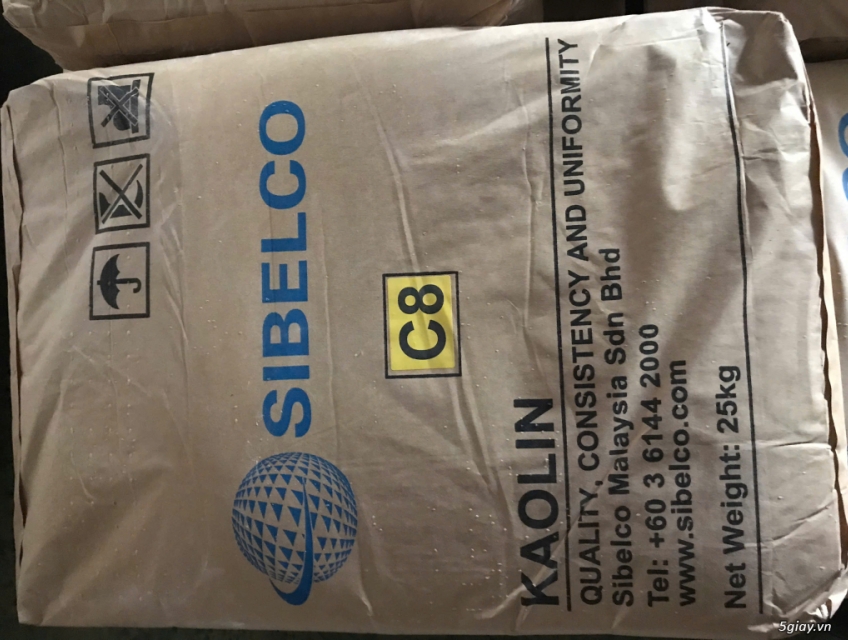 SIBELCO
C8
KAOLIN
QUALITY, CONSISTENCY AND UNIFORMITY
Sibelco Malaysia Sdn Bhd
Tel: +60 3 6144 2000
www.sibelco.com
Net Weight: 25kg
5giay.vn